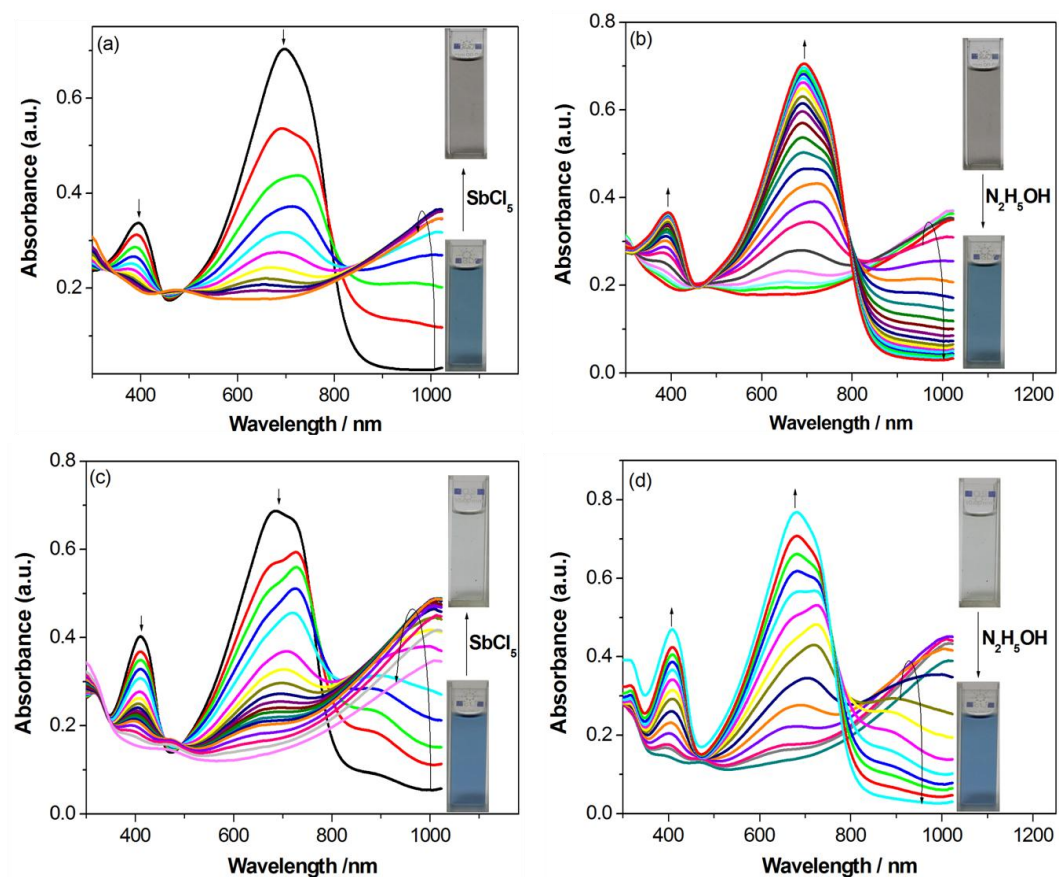 (a)
0.6
0.4
0.2
Absorbance (a.u.)
400 600 800 1000
Wavelength / nm
SbCl₅
(b)
0.8
0.6
0.4
0.2
0.0
Absorbance (a.u.)
400 600 800 1000 1200
Wavelength / nm
N₂H₅OH
(c)
0.8
0.6
0.4
0.2
0.0
Absorbance (a.u.)
400 600 800 1000
Wavelength /nm
SbCl₅
(d)
0.8
0.6
0.4
0.2
0.0
Absorbance (a.u.)
400 600 800 1000
Wavelength / nm
N₂H₅OH